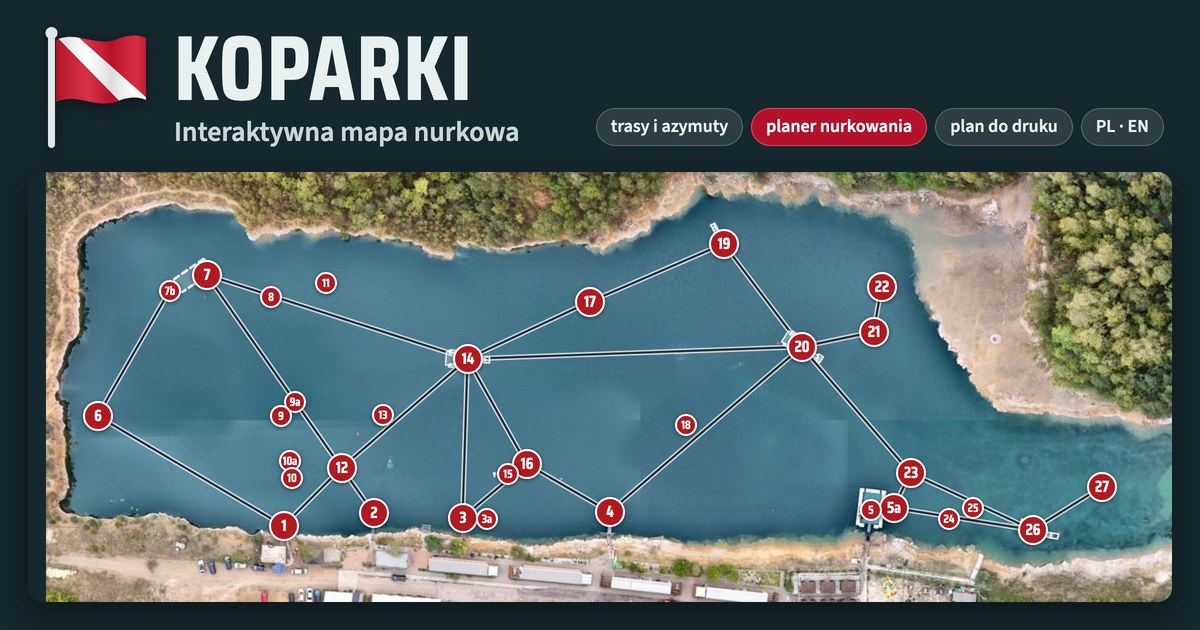 KOPARKI
Interaktywna mapa nurkowa
trasy i azymuty
planer nurkowania
plan do druku
PL · EN
19
7
11
22
7b
8
17
21
20
14
9a
13
6
9
18
10a
16
12
23
15
10
27
25
5a
5
4
2
3
3a
24
1
26